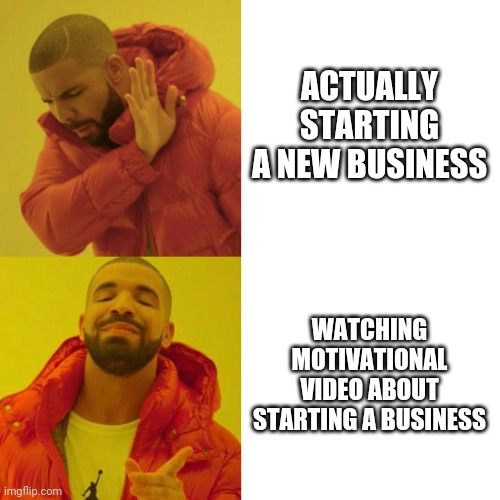 ACTUALLY
STARTING
A NEW BUSINESS
WATCHING
MOTIVATIONAL
VIDEO ABOUT
STARTING A BUSINESS
imgflip.com